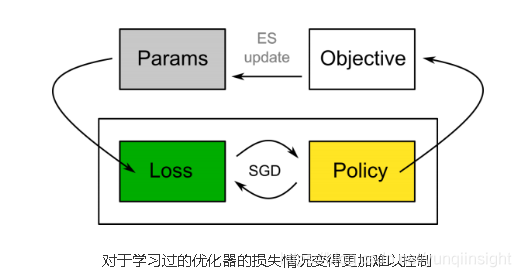 ES
update
Params
Objective
Loss
SGD
Policy
对于学习过的优化器的损失情况变得更加难以控制